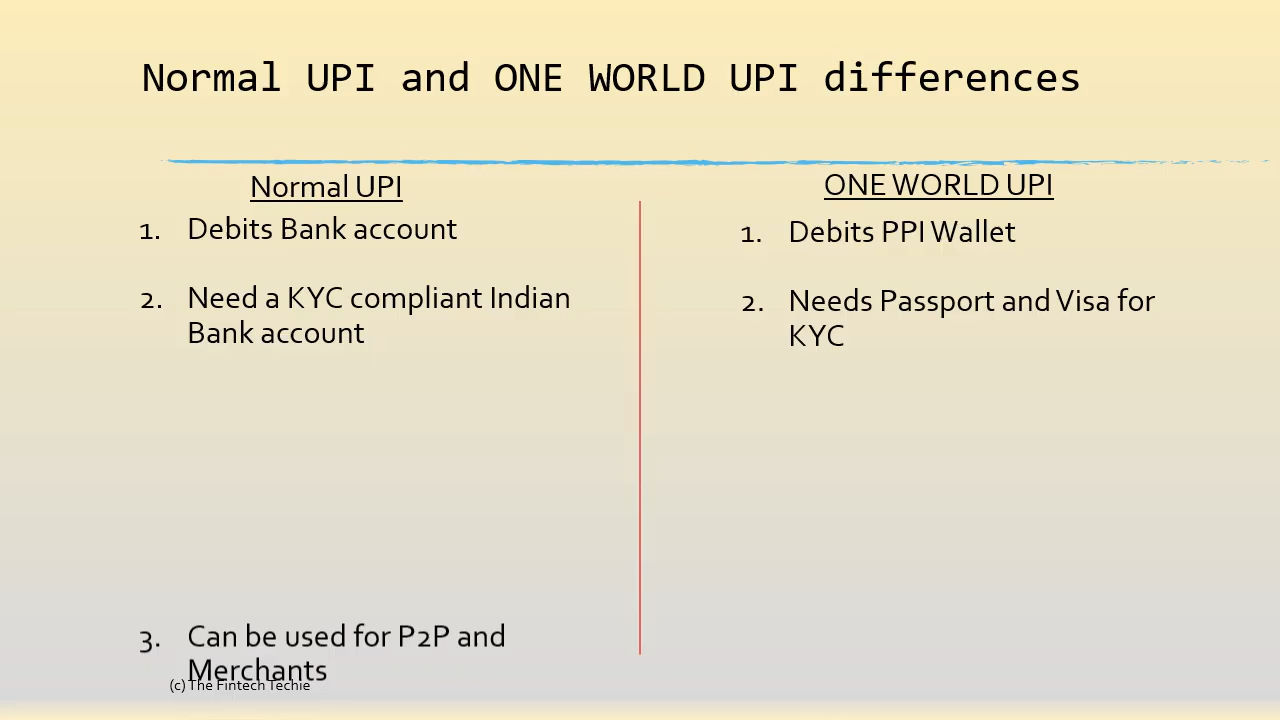 Normal UPI and ONE WORLD UPI differences
Normal UPI
1. Debits Bank account
2. Need a KYC compliant Indian
Bank account
3. Can be used for P2P and
Merchants
ONE WORLD UPI
1. Debits PPI Wallet
2. Needs Passport and Visa for
KYC
(c) The Fintech Techie